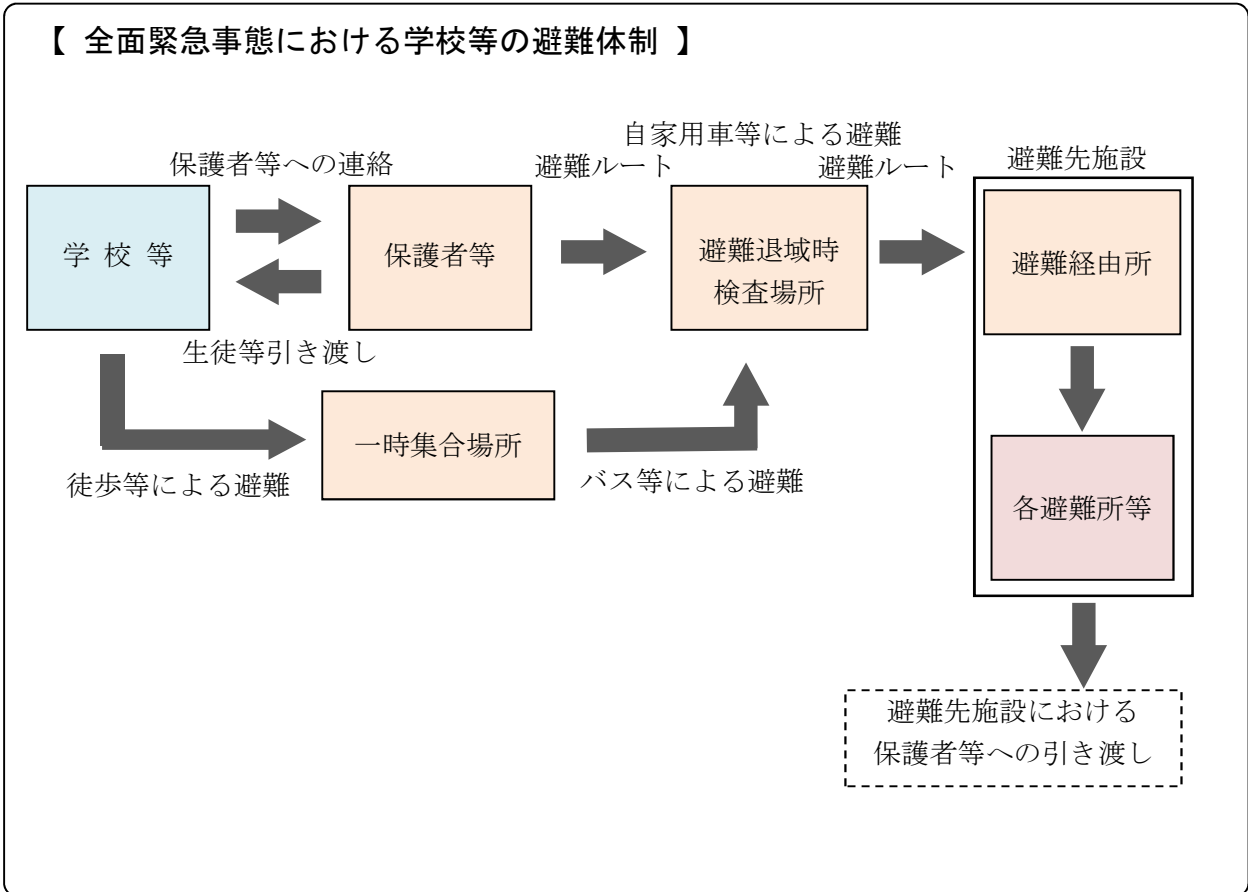 【 全面緊急事態における学校等の避難体制 】
自家用車等による避難
保護者等への連絡
避難ルート
避難ルート
避難先施設
学 校 等
保護者等
避難退域時
検査場所
避難経由所
生徒等引き渡し
一時集合場所
徒歩等による避難
バス等による避難
各避難所等
避難先施設における
保護者等への引き渡し